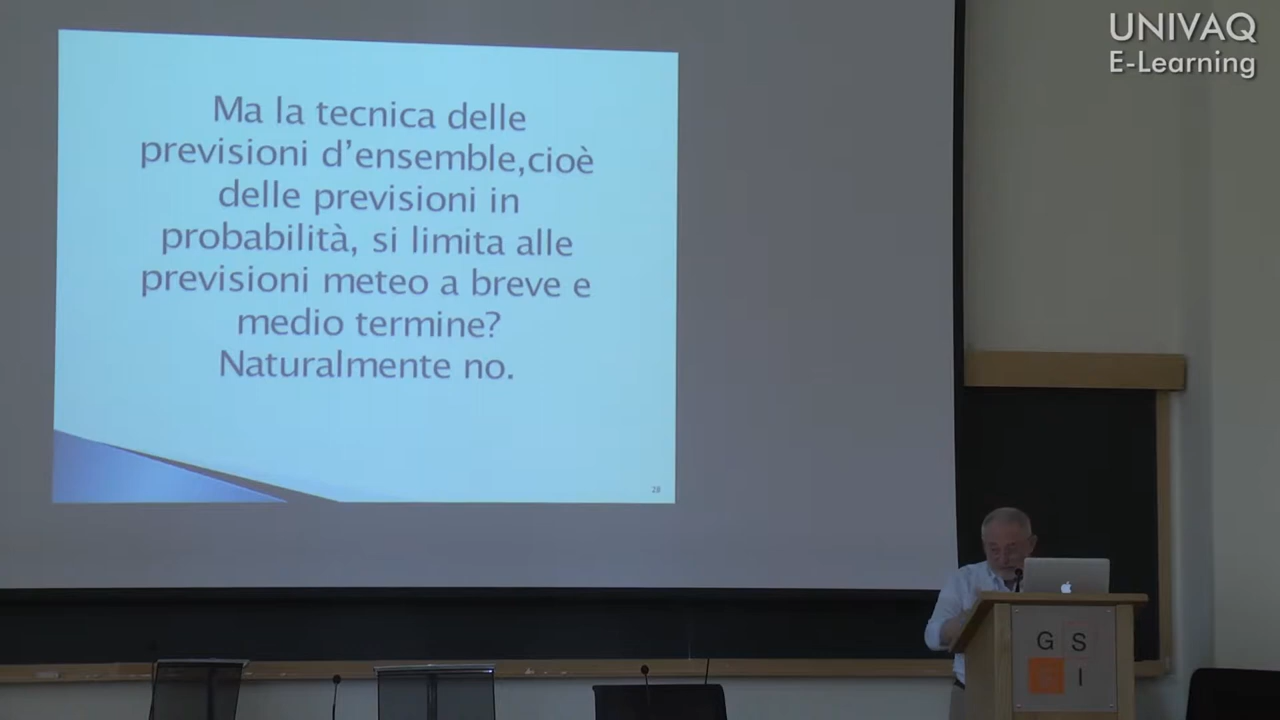 UNIVAQ
E-Learning
Ma la tecnica delle
previsioni d’ensemble,cioè
delle previsioni in
probabilità, si limita alle
previsioni meteo a breve e
medio termine?
Naturalmente no.
28
G S
I